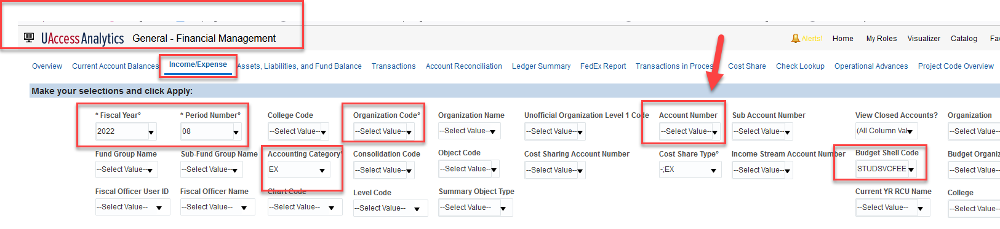 UAccess Analytics General - Financial Management Alerts! Home My Roles Visualizer Catalog Fav
Overview Current Account Balances Income/Expense Assets, Liabilities, and Fund Balance Transactions Account Reconciliation Ledger Summary FedEx Report Transactions in Process Cost Share Check Lookup Operational Advances Project Code Overview
Make your selections and click Apply:
* Fiscal Year° * Period Number° College Code Organization Code° Organization Name Unofficial Organization Level 1 Code Account Number Sub Account Number View Closed Accounts? Organization
2022 08 --Select Value-- --Select Value-- --Select Value-- --Select Value-- --Select Value-- --Select Value-- (All Column Val --Select Value
Fund Group Name Sub-Fund Group Name Accounting Category° Consolidation Code Object Code Cost Sharing Account Number Cost Share Type° Income Stream Account Number Budget Shell Code Budget Organiz
--Select Value-- --Select Value-- EX --Select Value-- --Select Value-- --Select Value-- -;EX --Select Value-- STUDSVCFEE --Select Value
Fiscal Officer User ID Fiscal Officer Name Chart Code Level Code Summary Object Type Current YR RCU Name College
--Select Value-- --Select Value-- --Select Value-- --Select Value-- --Select Value-- --Select Value-- --Select Value